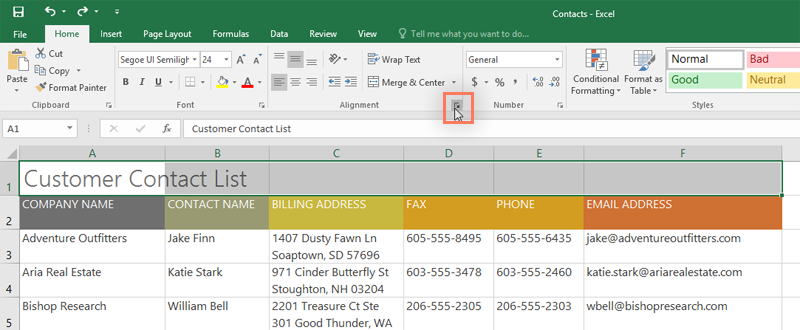 Contacts - Excel
File Home Insert Page Layout Formulas Data Review View Tell me what you want to do...
Paste
Cut
Copy
Format Painter
Clipboard
Segoe UI Semiligh 24 A A
B I U A
Font
Wrap Text
Merge & Center
Alignment
General
$ % , .0 .00 .00 .0
Number
Conditional Formatting
Format as Table
Normal Bad
Good Neutral
Styles
A1 fx Customer Contact List
A B C D E F
1 Customer Contact List
2 COMPANY NAME CONTACT NAME BILLING ADDRESS FAX PHONE EMAIL ADDRESS
3 Adventure Outfitters Jake Finn 1407 Dusty Fawn Ln Soaptown, SD 57696 605-555-8495 605-555-6435 jake@adventureoutfitters.com
4 Aria Real Estate Katie Stark 971 Cinder Butterfly St Stoughton, NH 03204 603-555-3478 603-555-2460 katie.stark@ariarealestate.com
5 Bishop Research William Bell 2201 Treasure Ct Ste 301 Good Thunder, WA 206-555-2305 206-555-2303 wbell@bishopresearch.com